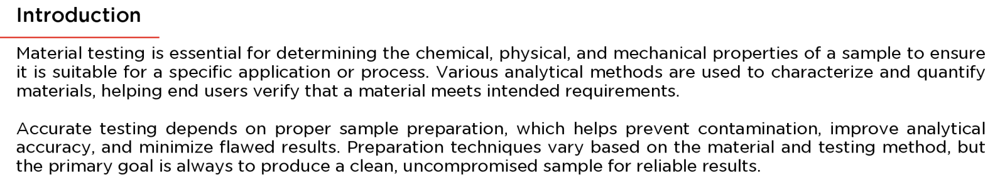 Introduction
Material testing is essential for determining the chemical, physical, and mechanical properties of a sample to ensure
it is suitable for a specific application or process. Various analytical methods are used to characterize and quantify
materials, helping end users verify that a material meets intended requirements.
Accurate testing depends on proper sample preparation, which helps prevent contamination, improve analytical
accuracy, and minimize flawed results. Preparation techniques vary based on the material and testing method, but
the primary goal is always to produce a clean, uncompromised sample for reliable results.